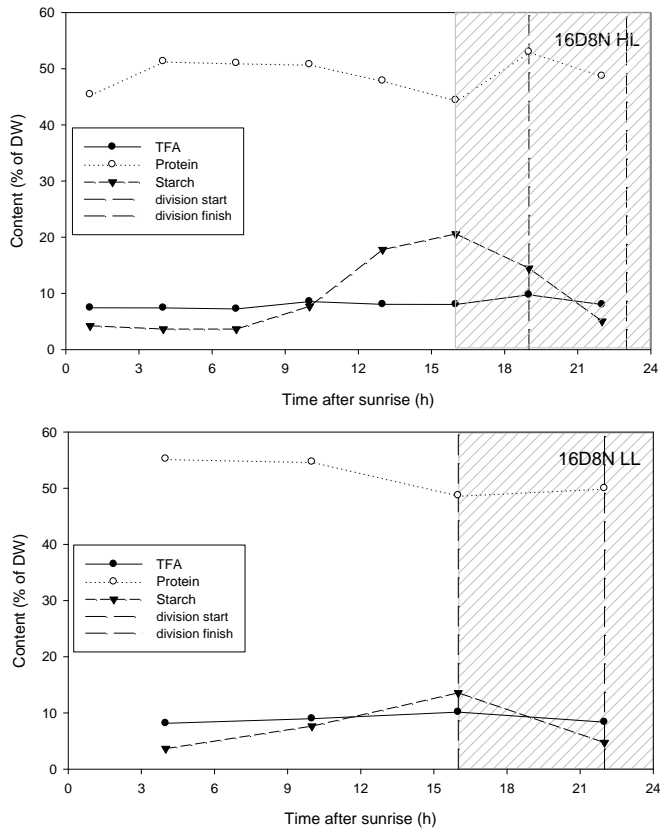 60
50
40
30
20
10
0
Content (% of DW)
16D8N HL
TFA
Protein
Starch
division start
division finish
0 3 6 9 12 15 18 21 24
Time after sunrise (h)
60
50
40
30
20
10
0
Content (% of DW)
16D8N LL
TFA
Protein
Starch
division start
division finish
0 3 6 9 12 15 18 21 24
Time after sunrise (h)